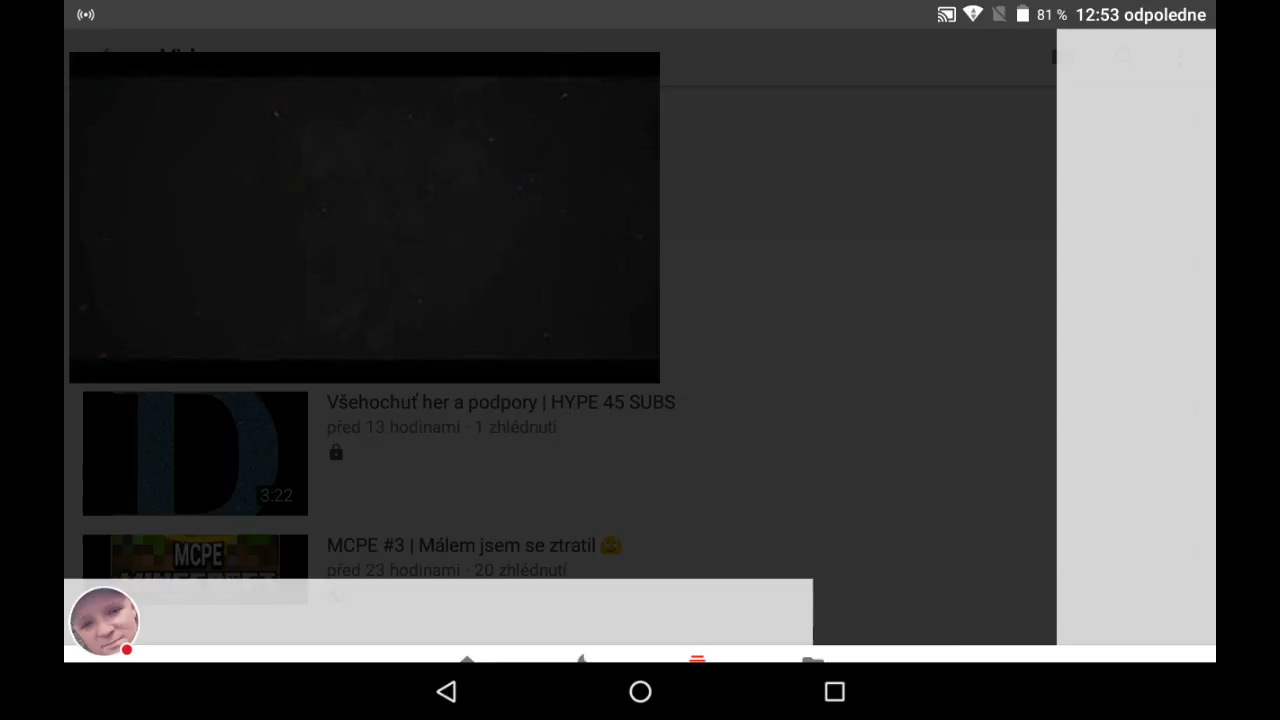 81 % 12:53 odpoledne
Všehochuť her a podpory | HYPE 45 SUBS
před 13 hodinami · 1 zhlédnutí
3:22
MCPE #3 | Málem jsem se ztratil 🙆
před 23 hodinami · 20 zhlédnutí
MCPE